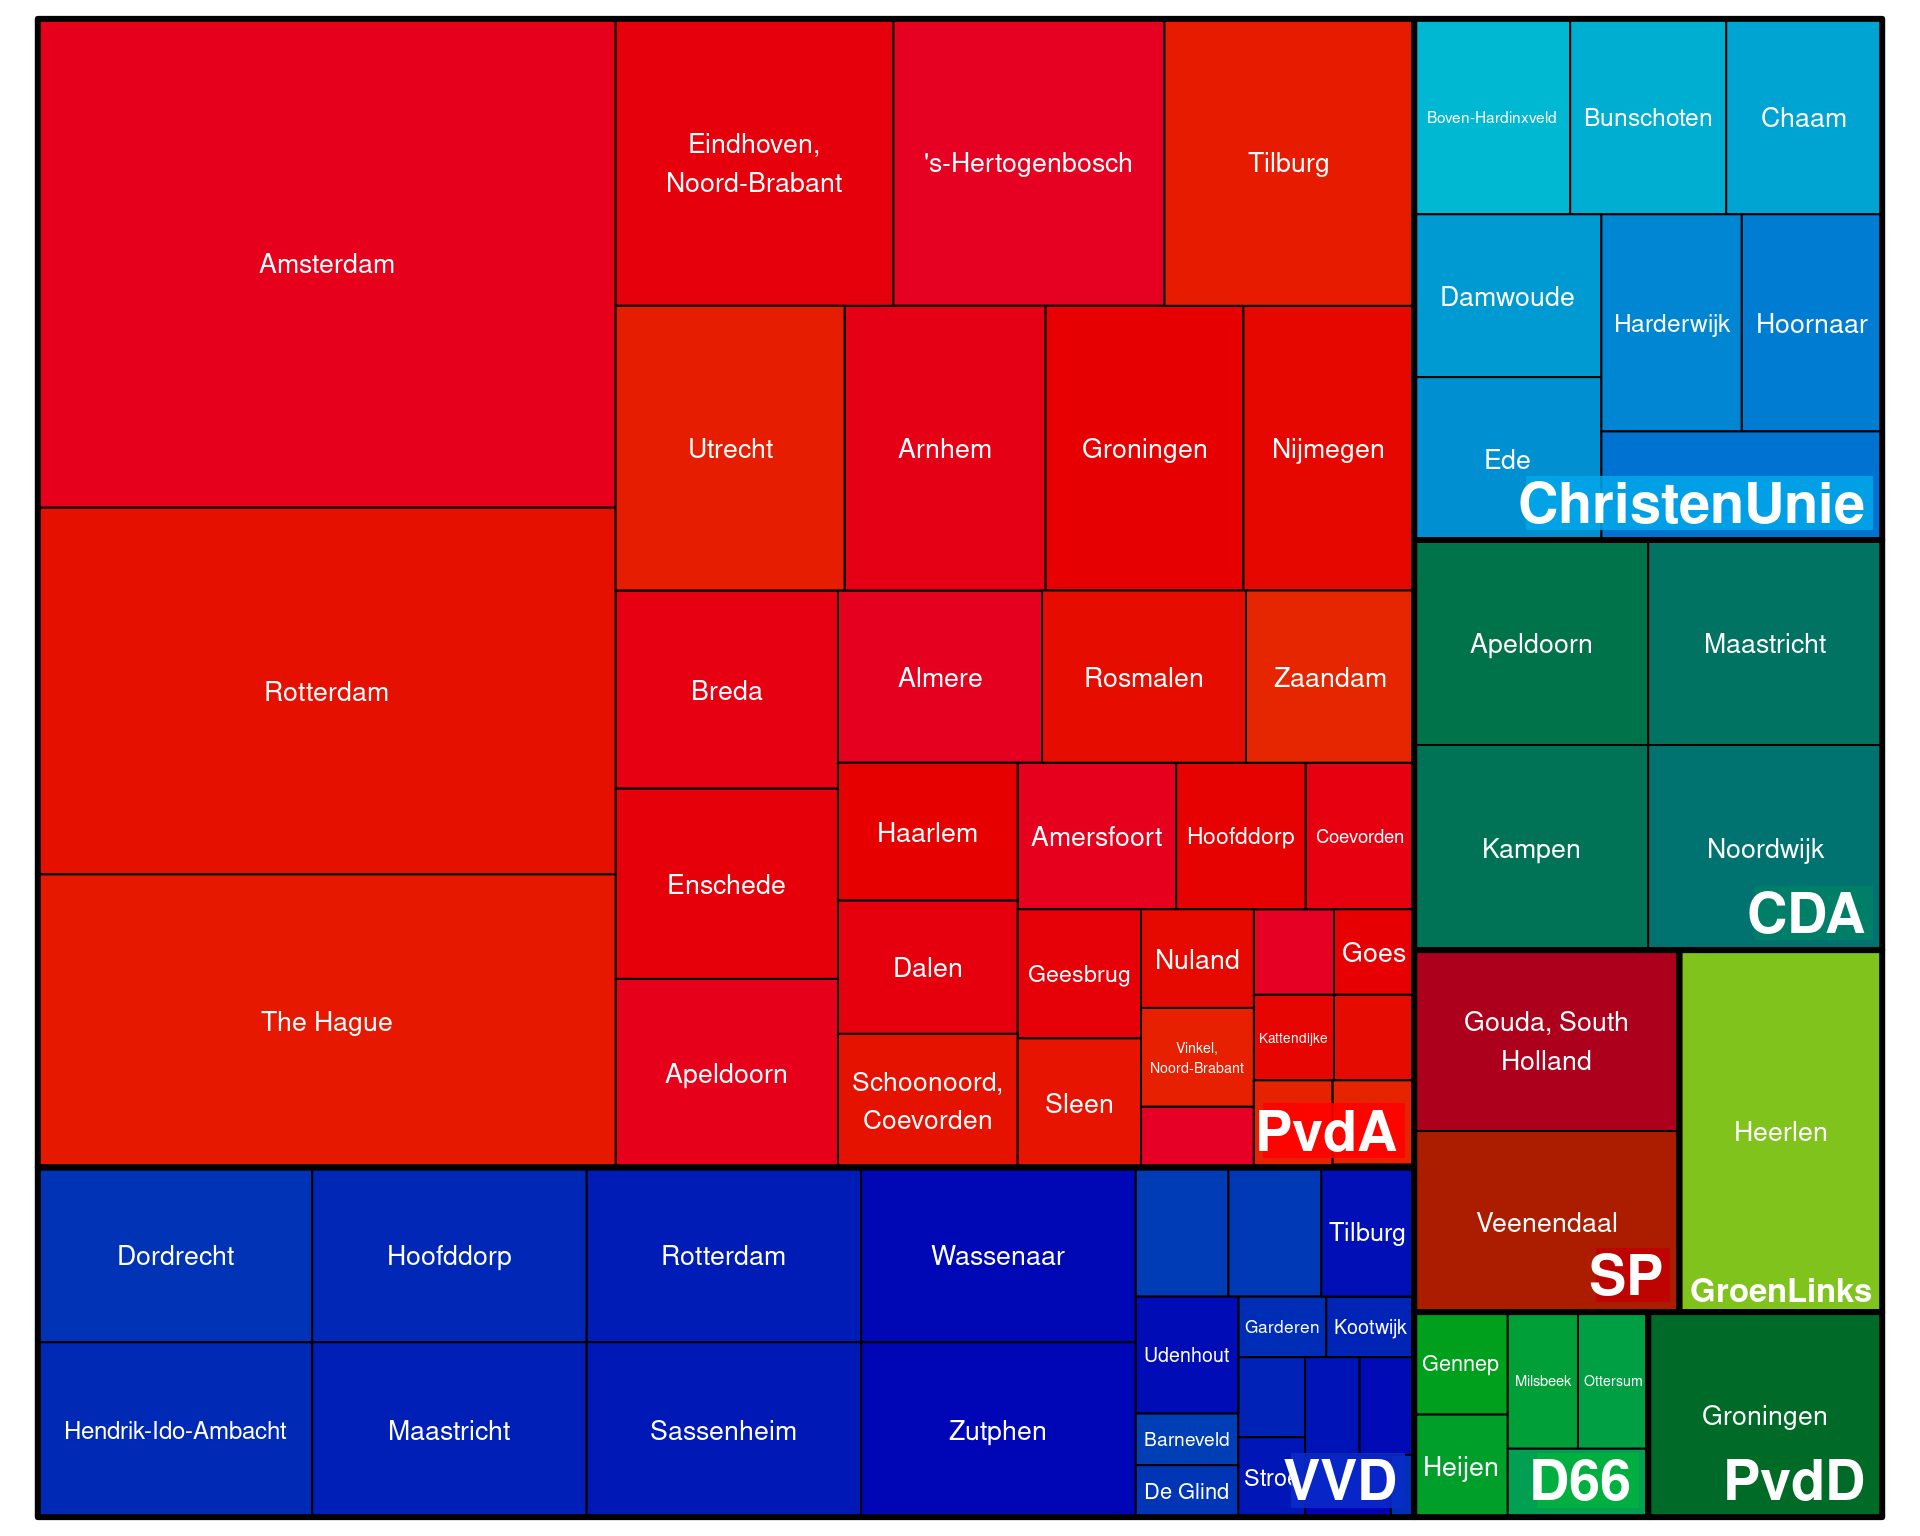 Amsterdam
Rotterdam
The Hague
Eindhoven,
Noord-Brabant
's-Hertogenbosch
Tilburg
Utrecht
Arnhem
Groningen
Nijmegen
Breda
Enschede
Apeldoorn
Almere
Rosmalen
Zaandam
Haarlem
Dalen
Schoonoord,
Coevorden
Amersfoort
Hoofddorp
Coevorden
Geesbrug
Sleen
Nuland
Vinkel,
Noord-Brabant
Goes
Kattendijke
PvdA
Dordrecht
Hoofddorp
Rotterdam
Wassenaar
Hendrik-Ido-Ambacht
Maastricht
Sassenheim
Zutphen
Tilburg
Udenhout
Garderen
Kootwijk
Barneveld
De Glind
Stroe
VVD
Boven-Hardinxveld
Bunschoten
Chaam
Damwoude
Harderwijk
Hoornaar
Ede
ChristenUnie
Apeldoorn
Maastricht
Kampen
Noordwijk
CDA
Gouda, South
Holland
Veenendaal
SP
Heerlen
GroenLinks
Gennep
Milsbeek
Ottersum
Heijen
D66
Groningen
PvdD